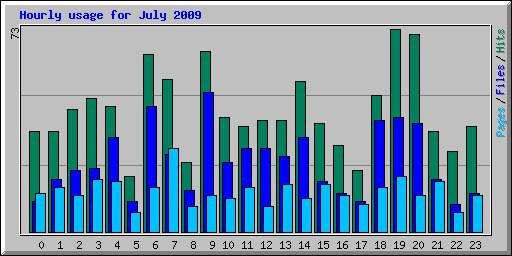 Hourly usage for July 2009
73
Pages/Files/Hits
0 1 2 3 4 5 6 7 8 9 10 11 12 13 14 15 16 17 18 19 20 21 22 23